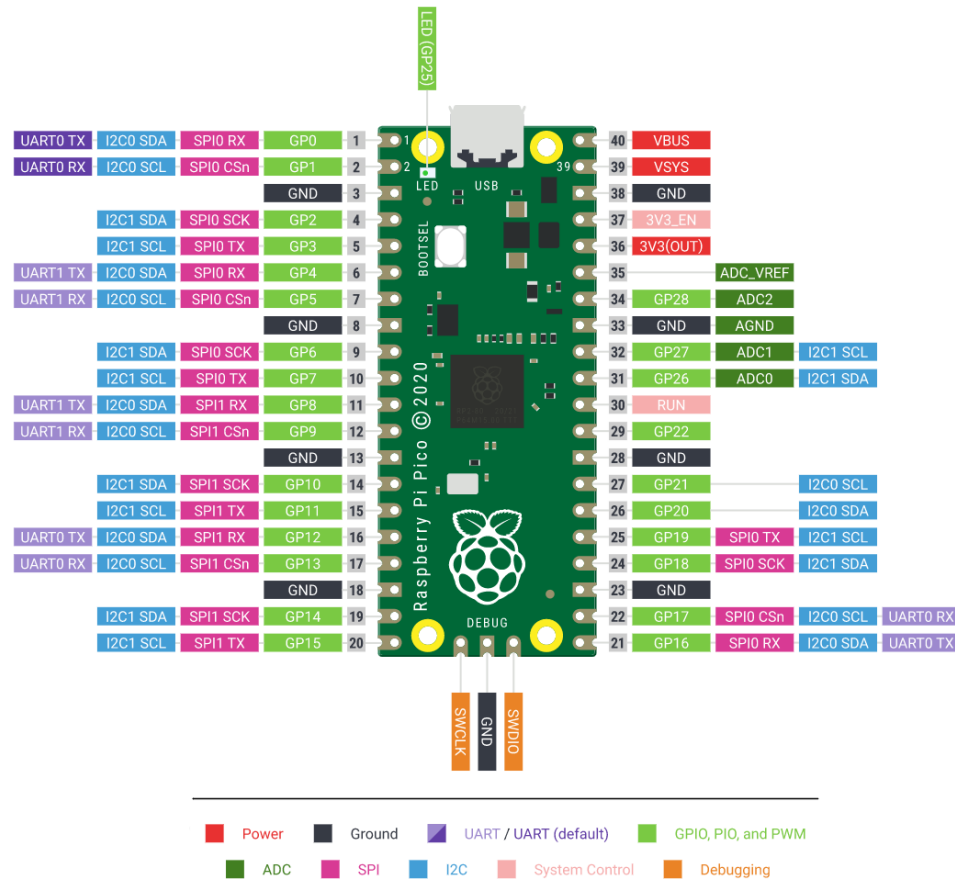 LED (GP25)
UART0 TX I2C0 SDA SPI0 RX GP0 1 1 40 VBUS
UART0 RX I2C0 SCL SPI0 CSn GP1 2 2 39 39 VSYS
GND 3 LED USB 38 GND
I2C1 SDA SPI0 SCK GP2 4 37 3V3_EN
I2C1 SCL SPI0 TX GP3 5 BOOTSEL 36 3V3(OUT)
UART1 TX I2C0 SDA SPI0 RX GP4 6 35 ADC_VREF
UART1 RX I2C0 SCL SPI0 CSn GP5 7 34 GP28 ADC2
GND 8 33 GND AGND
I2C1 SDA SPI0 SCK GP6 9 32 GP27 ADC1 I2C1 SCL
I2C1 SCL SPI0 TX GP7 10 31 GP26 ADC0 I2C1 SDA
UART1 TX I2C0 SDA SPI1 RX GP8 11 30 RUN
UART1 RX I2C0 SCL SPI1 CSn GP9 12 29 GP22
GND 13 28 GND
I2C1 SDA SPI1 SCK GP10 14 27 GP21 I2C0 SCL
I2C1 SCL SPI1 TX GP11 15 26 GP20 I2C0 SDA
UART0 TX I2C0 SDA SPI1 RX GP12 16 25 GP19 SPI0 TX I2C1 SCL
UART0 RX I2C0 SCL SPI1 CSn GP13 17 24 GP18 SPI0 SCK I2C1 SDA
GND 18 23 GND
I2C1 SDA SPI1 SCK GP14 19 22 GP17 SPI0 CSn I2C0 SCL UART0 RX
I2C1 SCL SPI1 TX GP15 20 21 GP16 SPI0 RX I2C0 SDA UART0 TX
Raspberry Pi Pico ©2020
DEBUG
SWCLK GND SWDIO
Power Ground UART / UART (default) GPIO, PIO, and PWM
ADC SPI I2C System Control Debugging